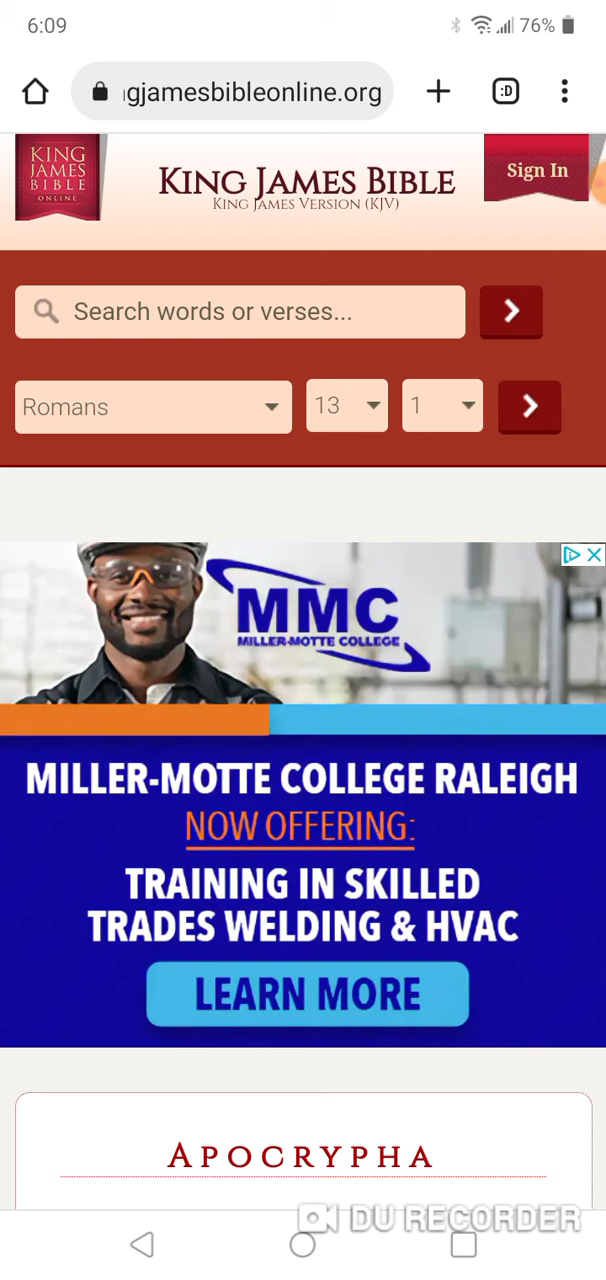 6:09
76%
ngjamesbibleonline.org
:D
KING
JAMES
BIBLE
ONLINE
KING JAMES BIBLE
KING JAMES VERSION (KJV)
Sign In
Search words or verses...
Romans
13
1
MMC
MILLER-MOTTE COLLEGE
MILLER-MOTTE COLLEGE RALEIGH
NOW OFFERING:
TRAINING IN SKILLED
TRADES WELDING & HVAC
LEARN MORE
APOCRYPHA
DU RECORDER